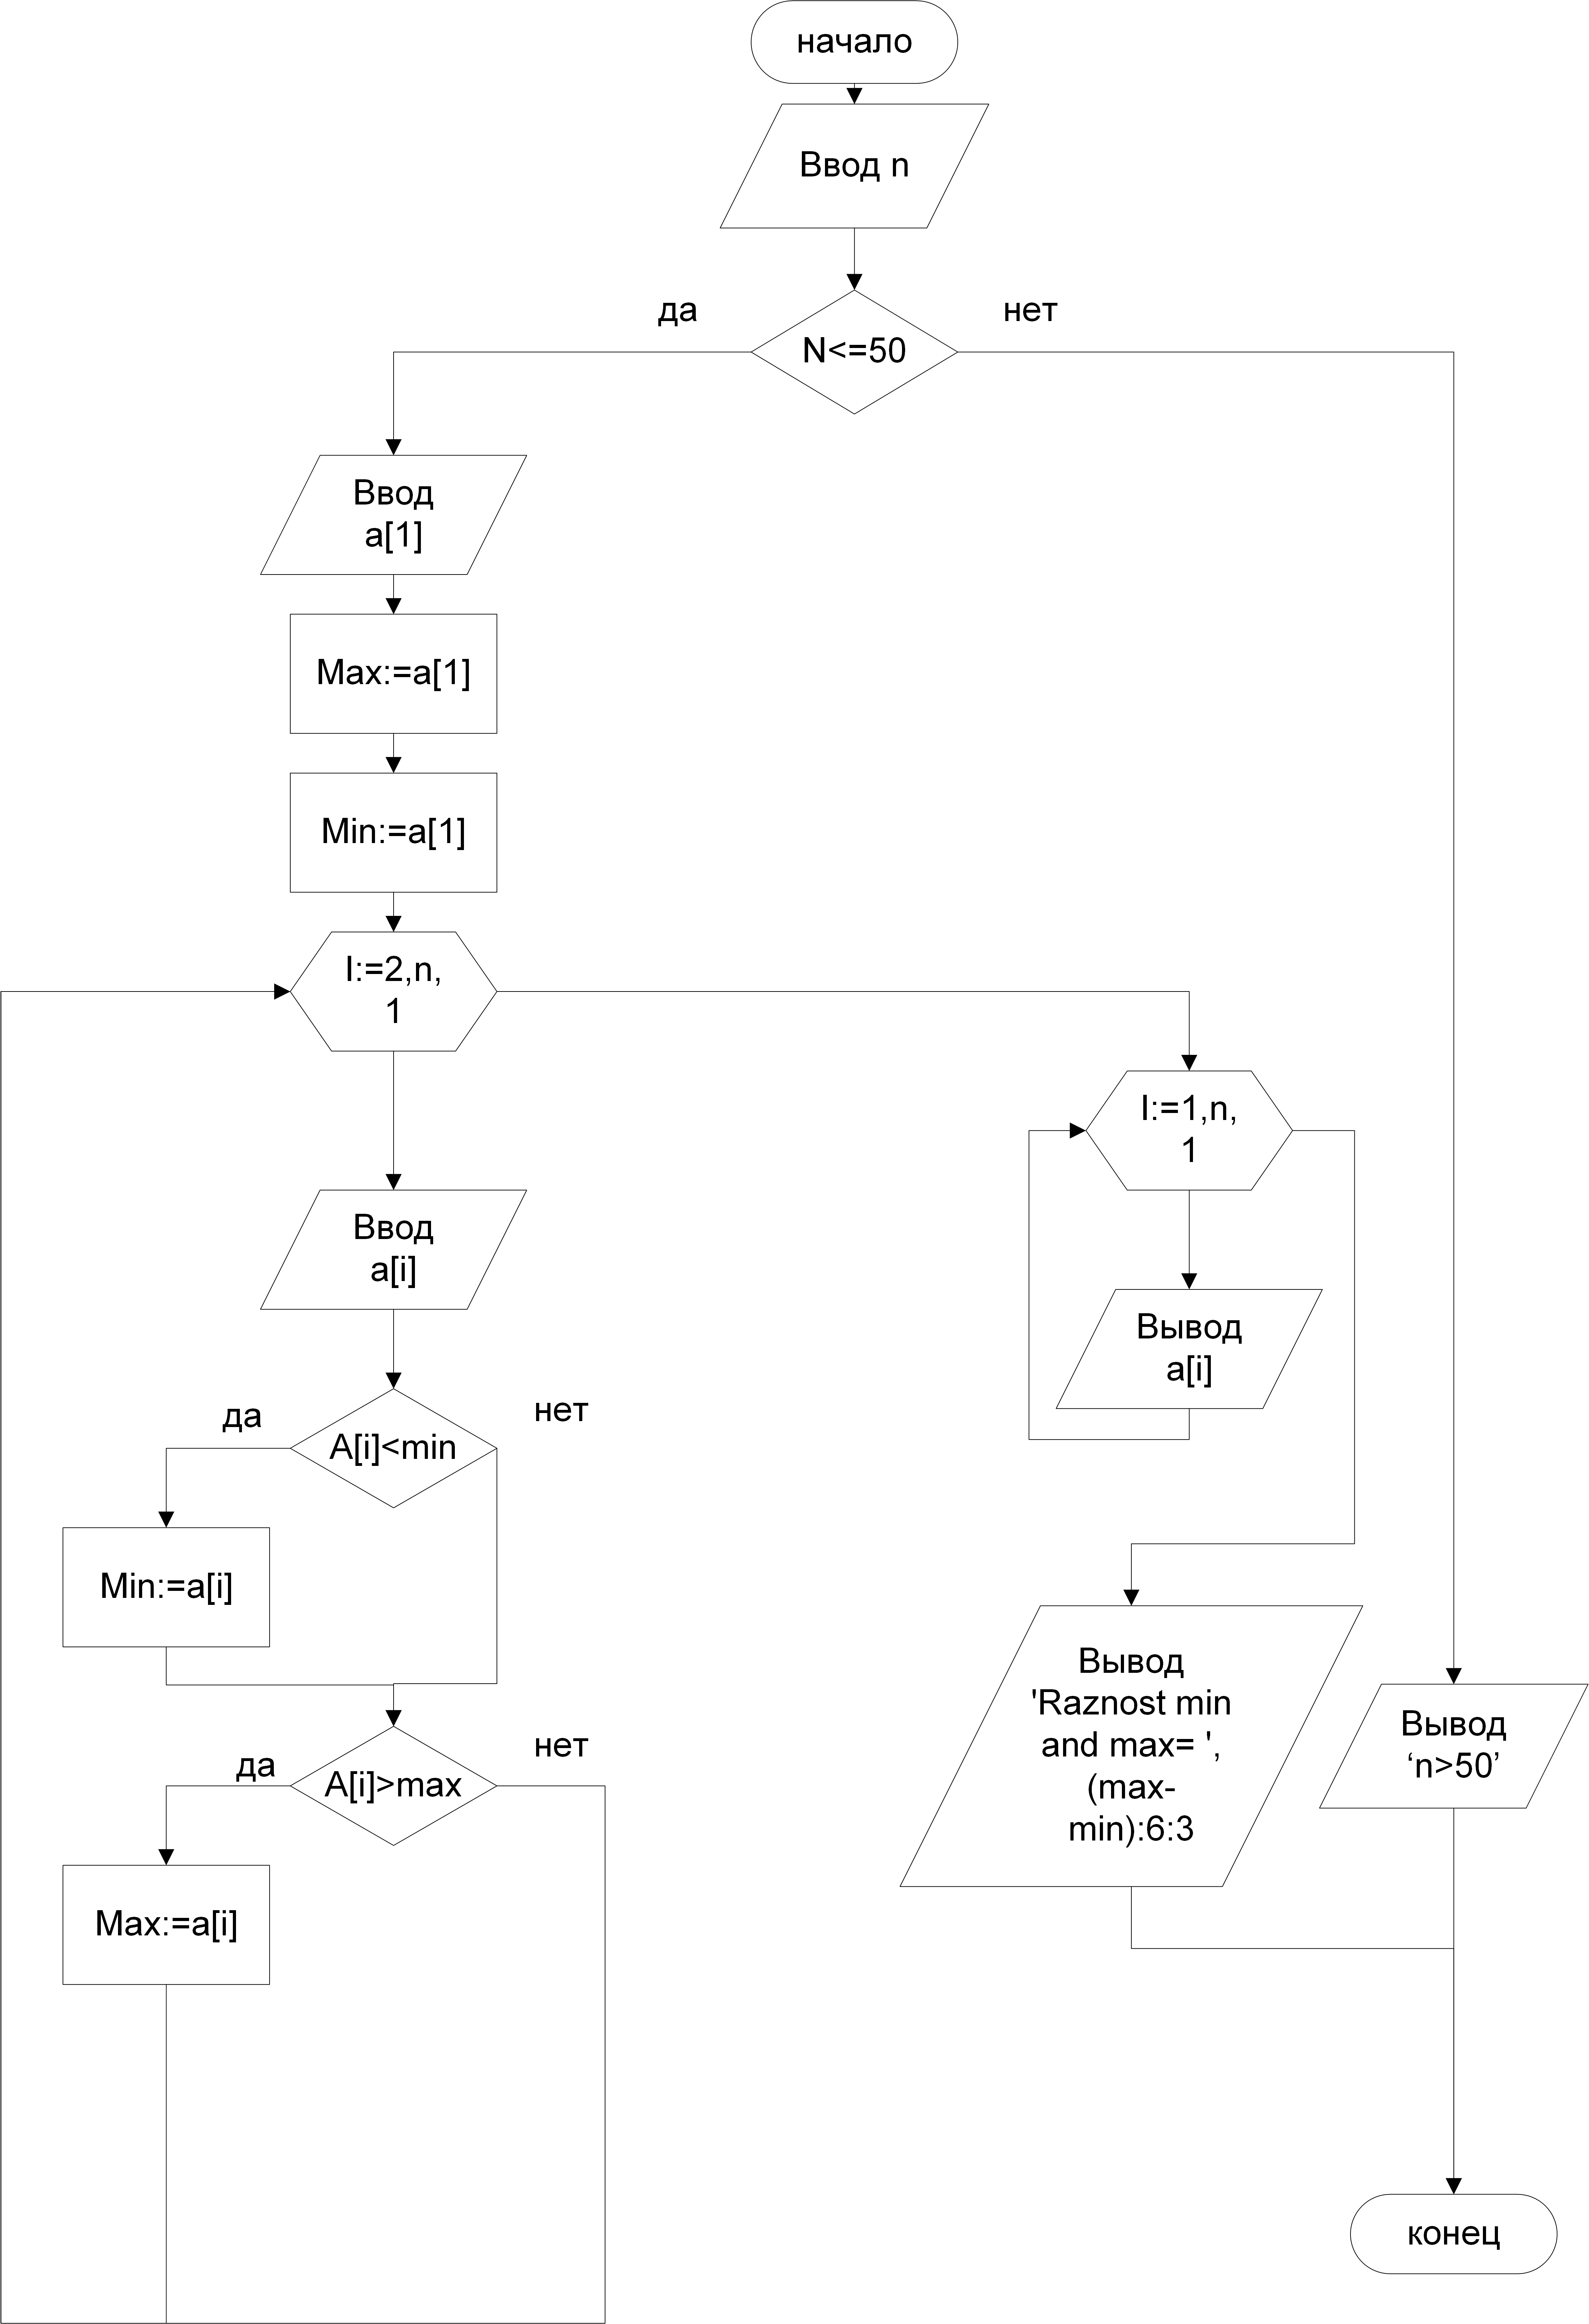 начало
Ввод n
да
нет
N<=50
Ввод
a[1]
Max:=a[1]
Min:=a[1]
I:=2,n,
1
I:=1,n,
1
Ввод
a[i]
Вывод
a[i]
да
нет
A[i]<min
Min:=a[i]
Вывод
'Raznost min
and max= ',
(max-
min):6:3
Вывод
‘n>50’
да
нет
A[i]>max
Max:=a[i]
конец